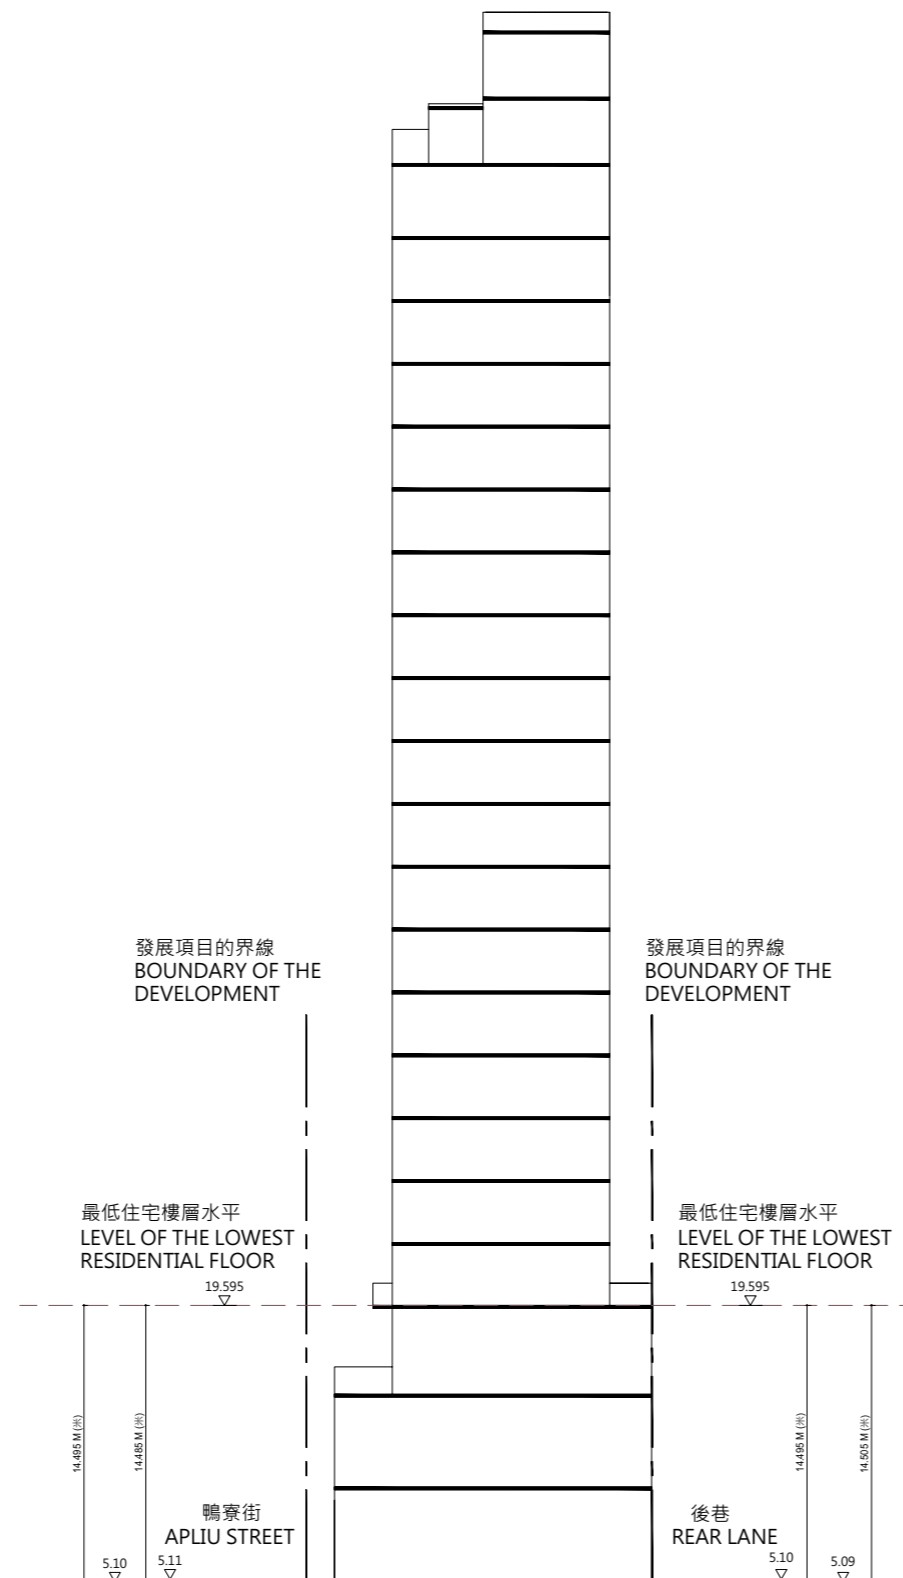 發展項目的界線
BOUNDARY OF THE
DEVELOPMENT
發展項目的界線
BOUNDARY OF THE
DEVELOPMENT
最低住宅樓層水平
LEVEL OF THE LOWEST
RESIDENTIAL FLOOR
19.595
最低住宅樓層水平
LEVEL OF THE LOWEST
RESIDENTIAL FLOOR
19.595
14.495 M (米)
14.485 M (米)
14.495 M (米)
14.505 M (米)
鴨寮街
APLIU STREET
後巷
REAR LANE
5.10
5.11
5.10
5.09